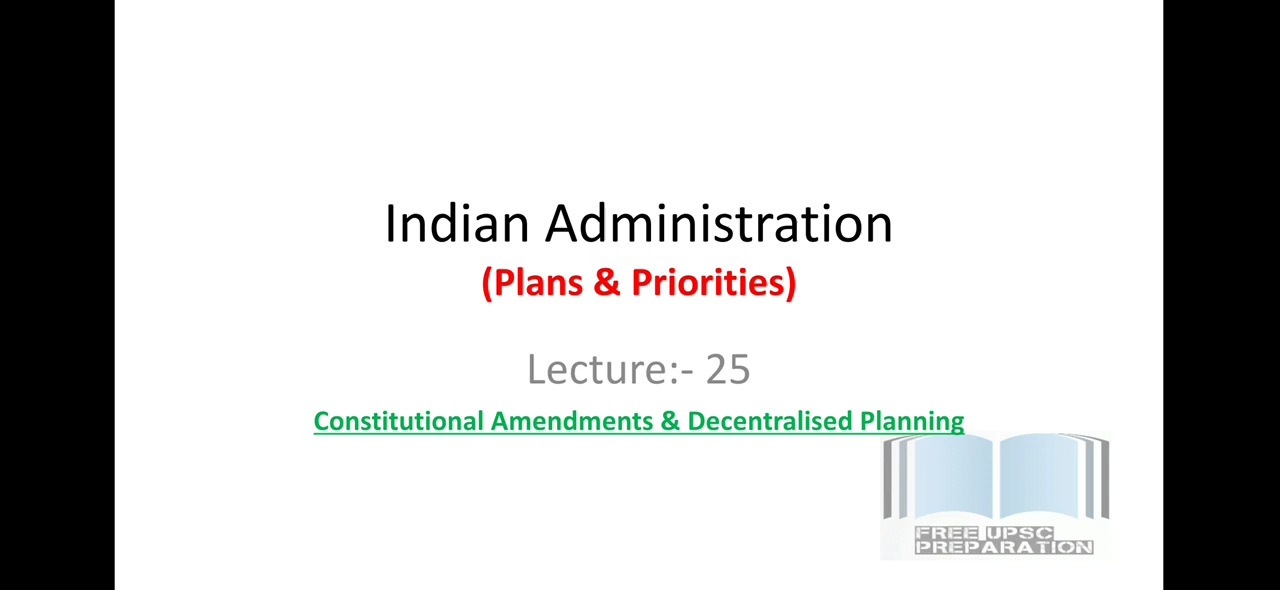 Indian Administration
(Plans & Priorities)
Lecture:- 25
Constitutional Amendments & Decentralised Planning
FREE UPSC
PREPARATION